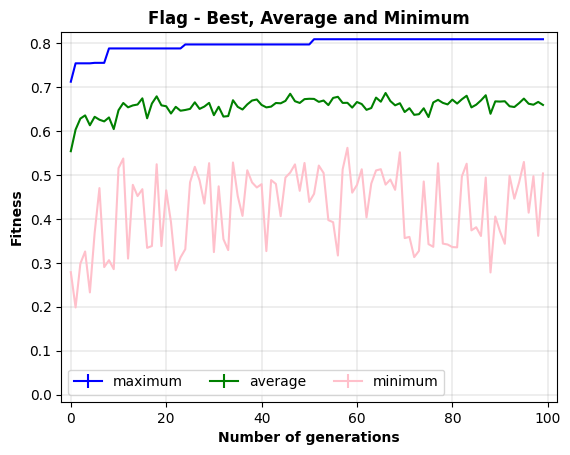 Flag - Best, Average and Minimum
Fitness
0.8
0.7
0.6
0.5
0.4
0.3
0.2
0.1
0.0
maximum average minimum
0 20 40 60 80 100
Number of generations